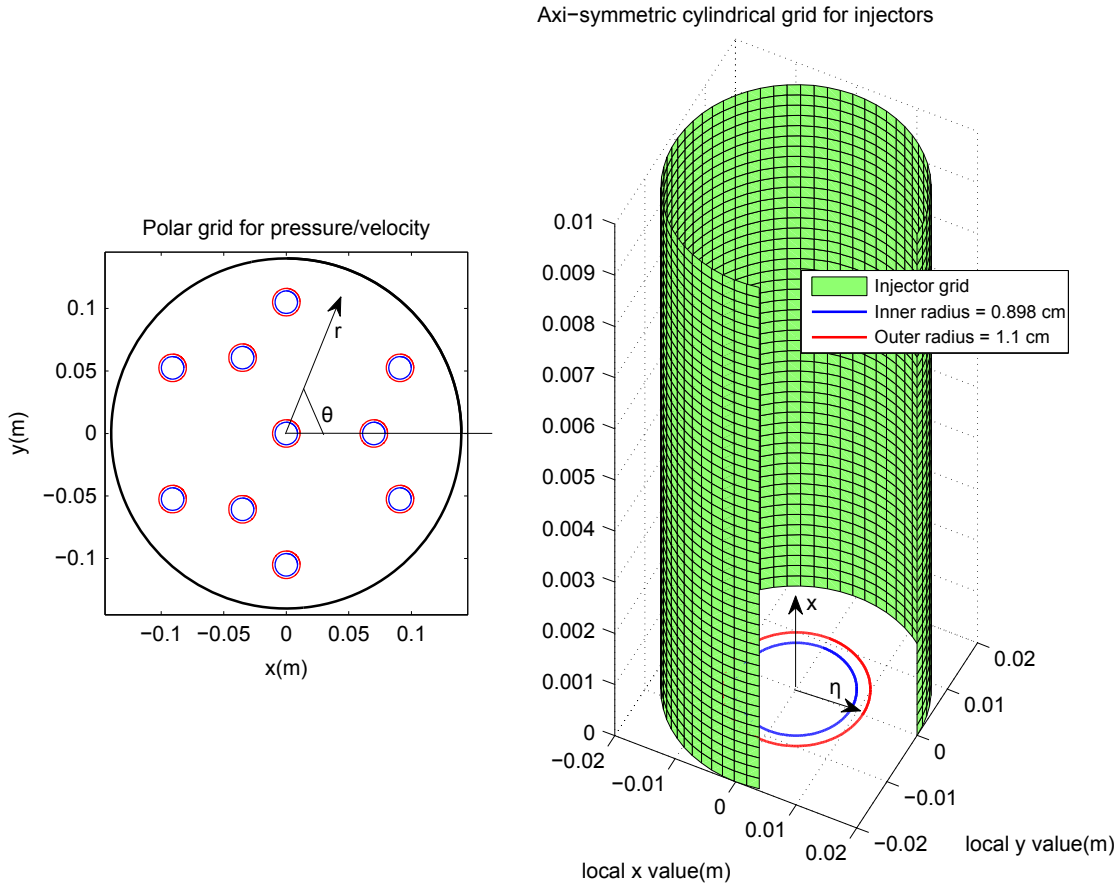 Axi−symmetric cylindrical grid for injectors
Polar grid for pressure/velocity
y(m)
0.1
0.05
0
−0.05
−0.1
r
θ
−0.1
−0.05
0
0.05
0.1
x(m)
0.01
0.009
0.008
0.007
0.006
0.005
0.004
0.003
0.002
0.001
0
Injector grid
Inner radius = 0.898 cm
Outer radius = 1.1 cm
x
η
−0.02
−0.01
0
0.01
0.02
local x value(m)
0.02
0.01
0
−0.01
−0.02
local y value(m)